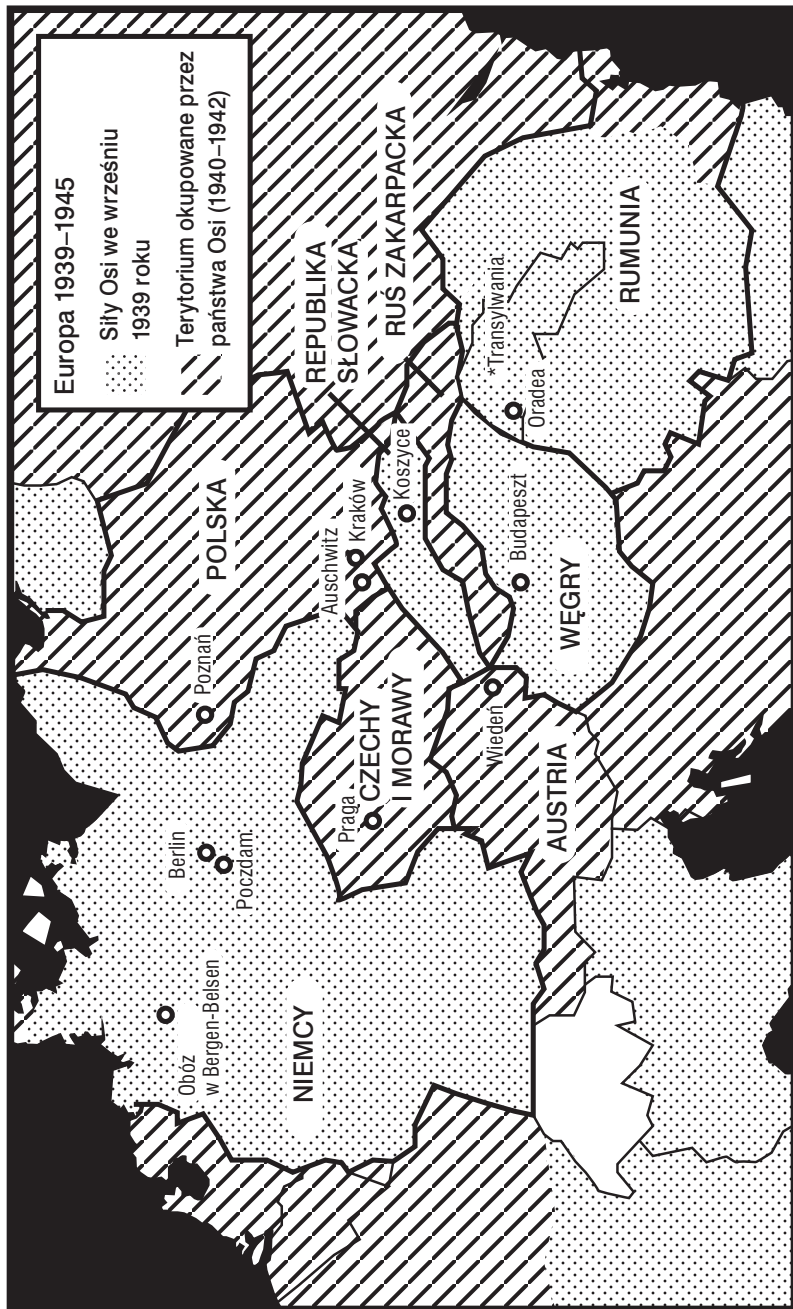 Europa 1939–1945
Siły Osi we wrześniu
1939 roku
Terytorium okupowane przez
państwa Osi (1940–1942)
Obóz
w Bergen-Belsen
Berlin
Poczdam
Poznań
POLSKA
NIEMCY
Praga
CZECHY
I MORAWY
Auschwitz
Kraków
REPUBLIKA
SŁOWACKA
RUŚ ZAKARPACKA
Koszyce
Wiedeń
AUSTRIA
Budapeszt
WĘGRY
*Transylwania
Oradea
RUMUNIA